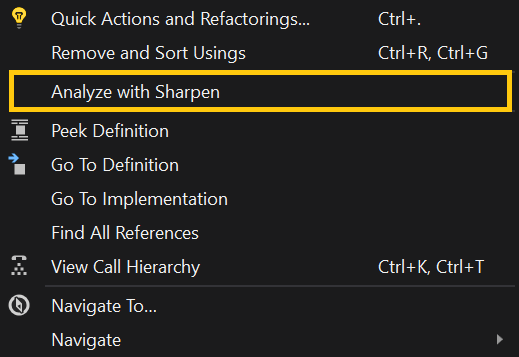 Quick Actions and Refactorings... Ctrl+.
Remove and Sort Usings Ctrl+R, Ctrl+G
Analyze with Sharpen
Peek Definition
Go To Definition
Go To Implementation
Find All References
View Call Hierarchy Ctrl+K, Ctrl+T
Navigate To...
Navigate